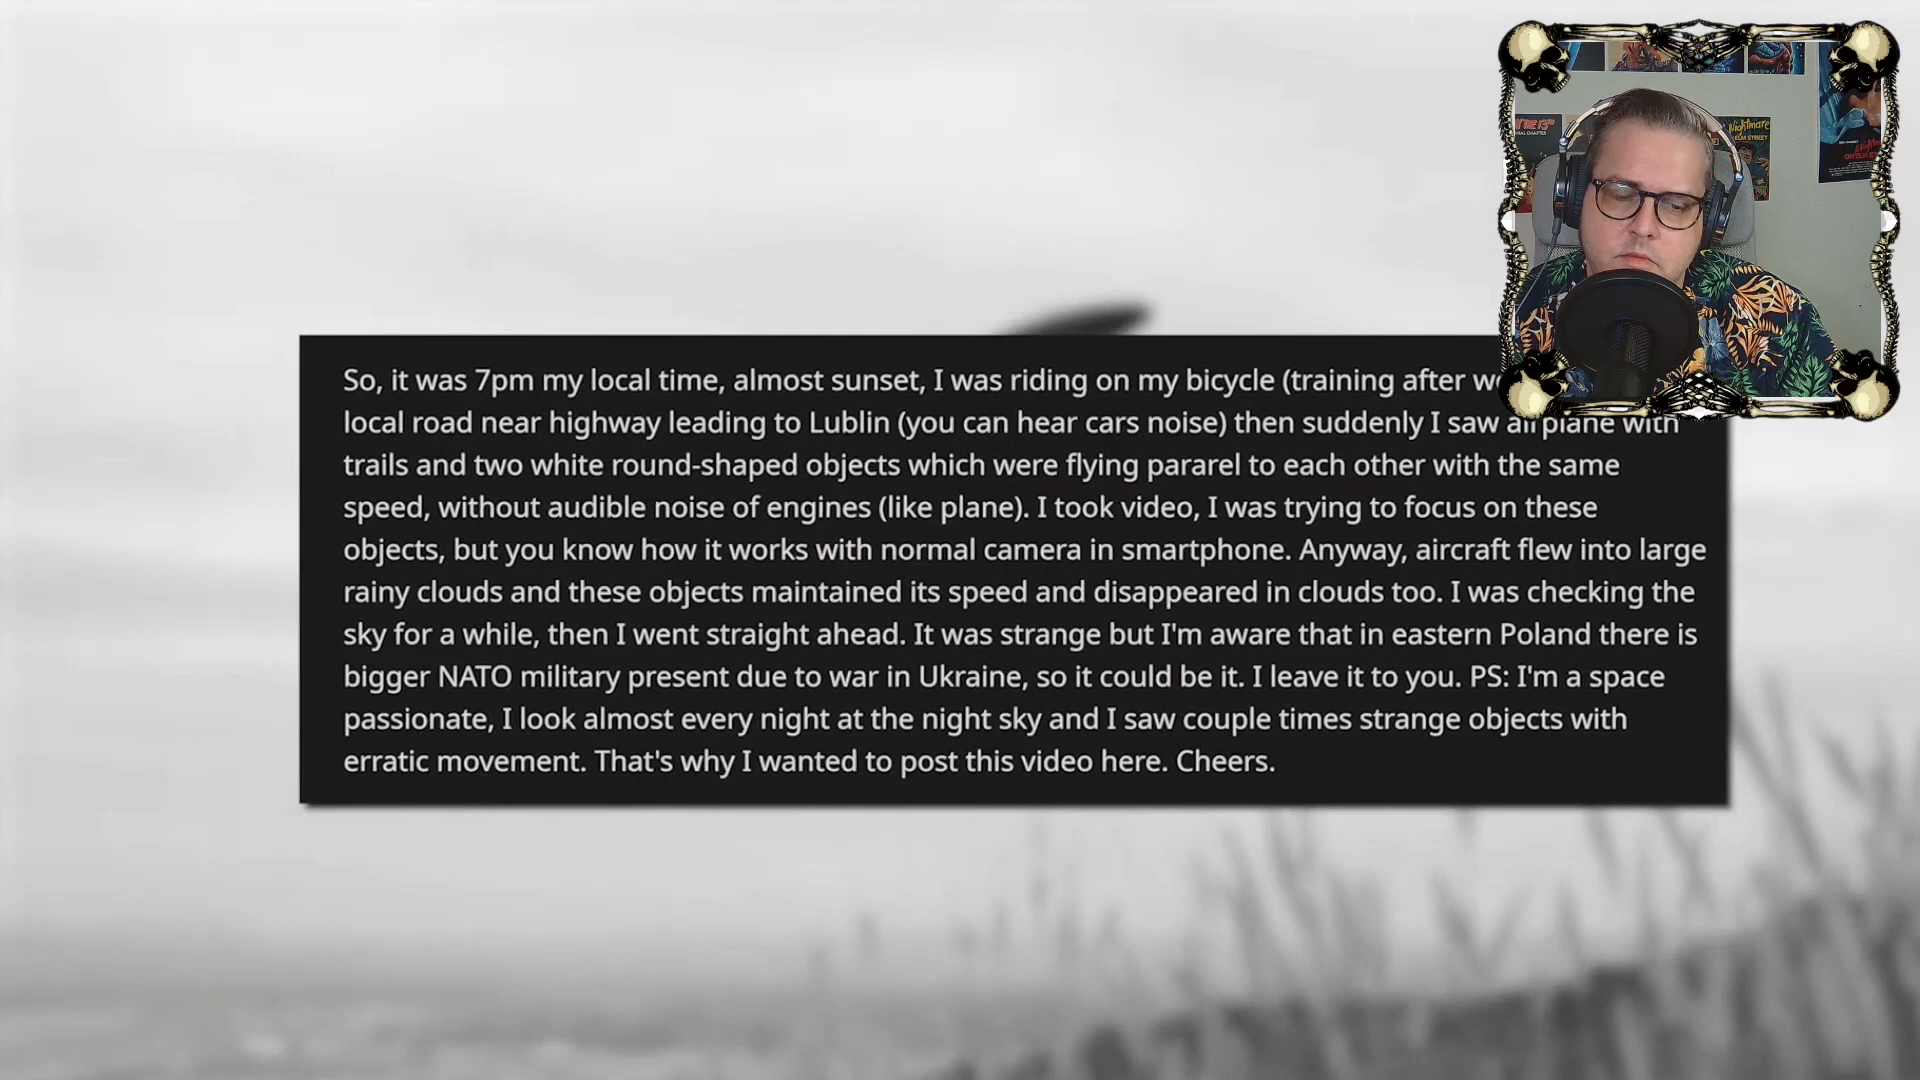 So, it was 7pm my local time, almost sunset, I was riding on my bicycle (training after
local road near highway leading to Lublin (you can hear cars noise) then suddenly I saw airplane with
trails and two white round-shaped objects which were flying pararel to each other with the same
speed, without audible noise of engines (like plane). I took video, I was trying to focus on these
objects, but you know how it works with normal camera in smartphone. Anyway, aircraft flew into large
rainy clouds and these objects maintained its speed and disappeared in clouds too. I was checking the
sky for a while, then I went straight ahead. It was strange but I'm aware that in eastern Poland there is
bigger NATO military present due to war in Ukraine, so it could be it. I leave it to you. PS: I'm a space
passionate, I look almost every night at the night sky and I saw couple times strange objects with
erratic movement. That's why I wanted to post this video here. Cheers.
Nightmare
ELM STREET